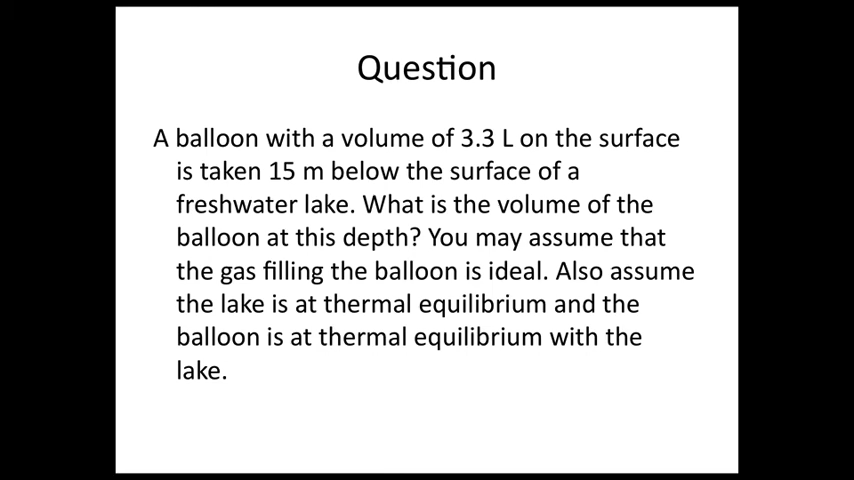 Question
A balloon with a volume of 3.3 L on the surface
is taken 15 m below the surface of a
freshwater lake. What is the volume of the
balloon at this depth? You may assume that
the gas filling the balloon is ideal. Also assume
the lake is at thermal equilibrium and the
balloon is at thermal equilibrium with the
lake.